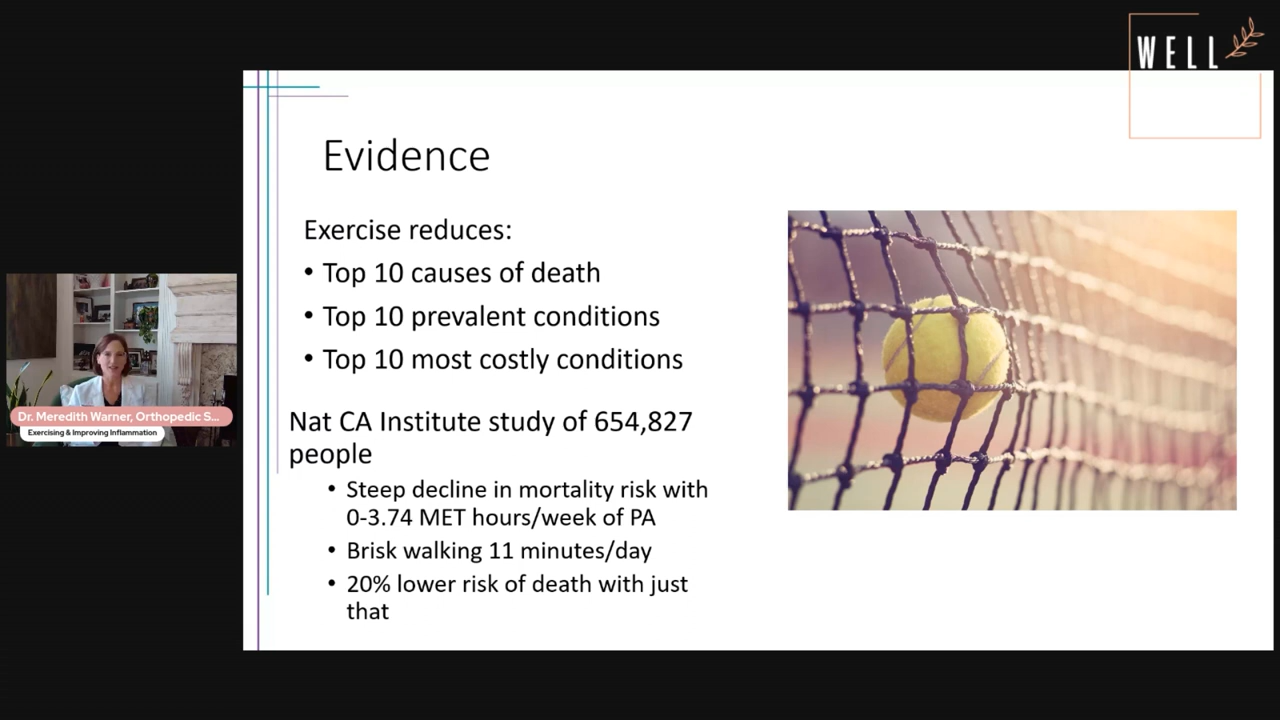 WELL
Evidence
Exercise reduces:
• Top 10 causes of death
• Top 10 prevalent conditions
• Top 10 most costly conditions
Nat CA Institute study of 654,827
people
• Steep decline in mortality risk with
0-3.74 MET hours/week of PA
• Brisk walking 11 minutes/day
• 20% lower risk of death with just
that
Dr. Meredith Warner, Orthopedic S...
Exercising & Improving Inflammation